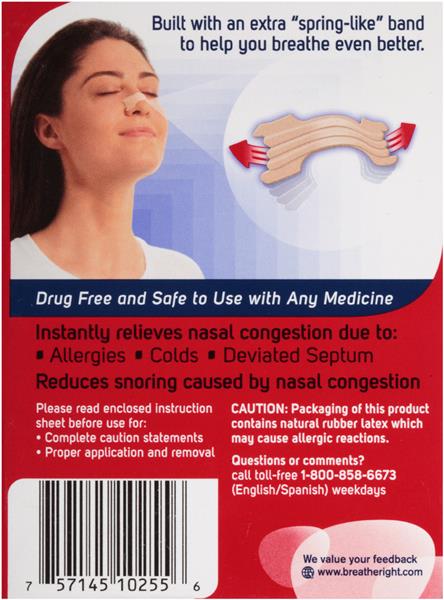 Built with an extra "spring-like" band
to help you breathe even better.
Drug Free and Safe to Use with Any Medicine
Instantly relieves nasal congestion due to:
▪ Allergies ▪ Colds ▪ Deviated Septum
Reduces snoring caused by nasal congestion
Please read enclosed instruction
sheet before use for:
• Complete caution statements
• Proper application and removal
CAUTION: Packaging of this product
contains natural rubber latex which
may cause allergic reactions.
Questions or comments?
call toll-free 1-800-858-6673
(English/Spanish) weekdays
7 57145 10255 6
We value your feedback
www.breatheright.com